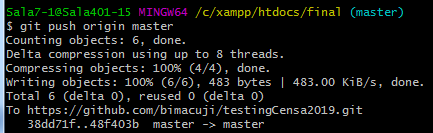 Sala7-1@Sala401-15 MINGW64 /c/xampp/htdocs/final (master)
$ git push origin master
Counting objects: 6, done.
Delta compression using up to 8 threads.
Compressing objects: 100% (4/4), done.
Writing objects: 100% (6/6), 483 bytes | 483.00 KiB/s, done.
Total 6 (delta 0), reused 0 (delta 0)
To https://github.com/bimacuji/testingCensa2019.git
   38dd71f..48f403b  master -> master